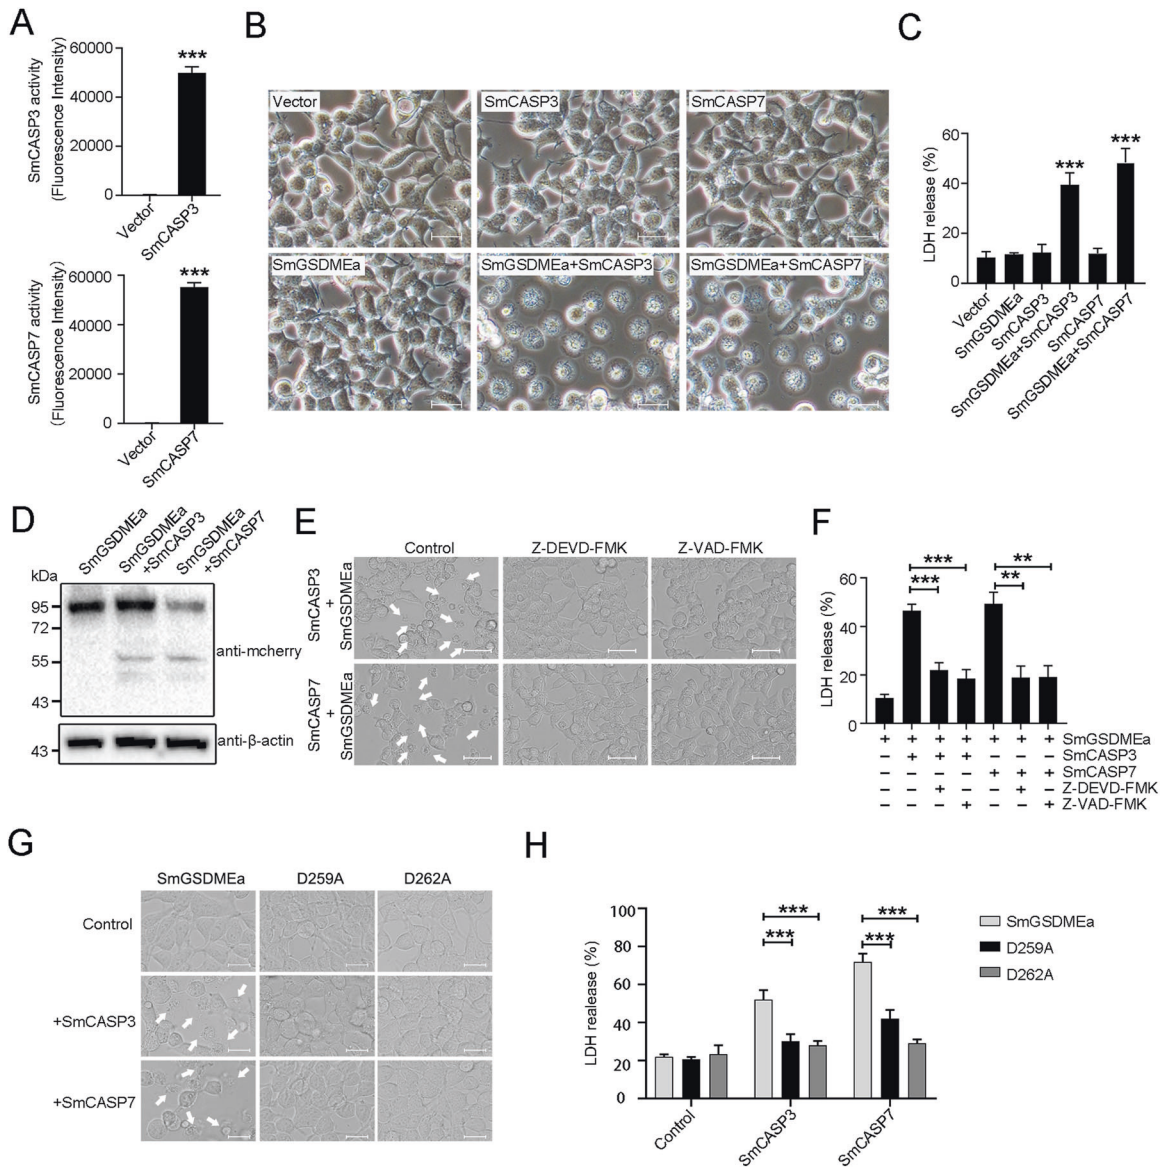 A
SmCASP3 activity
(Fluorescence Intensity)
60000
40000
20000
0
***
Vector
SmCASP3
SmCASP7 activity
(Fluorescence Intensity)
60000
40000
20000
0
***
Vector
SmCASP7
B
Vector
SmCASP3
SmCASP7
SmGSDMEa
SmGSDMEa+SmCASP3
SmGSDMEa+SmCASP7
C
LDH release (%)
60
40
20
0
***
***
Vector
SmGSDMEa
SmCASP3
SmGSDMEa+SmCASP3
SmCASP7
SmGSDMEa+SmCASP7
D
SmGSDMEa
SmGSDMEa
+SmCASP3
SmGSDMEa
+SmCASP7
kDa
95
72
55
43
anti-mcherry
43
anti-β-actin
E
Control
Z-DEVD-FMK
Z-VAD-FMK
SmCASP3
+
SmGSDMEa
SmCASP7
+
SmGSDMEa
F
LDH release (%)
60
40
20
0
***
***
**
**
+ + + + + + + SmGSDMEa
− + + + − − − SmCASP3
− − − − + + + SmCASP7
− − + − − + − Z-DEVD-FMK
− − − + − − + Z-VAD-FMK
G
SmGSDMEa
D259A
D262A
Control
+SmCASP3
+SmCASP7
H
LDH realease (%)
100
80
60
40
20
0
***
***
***
***
Control
SmCASP3
SmCASP7
SmGSDMEa
D259A
D262A